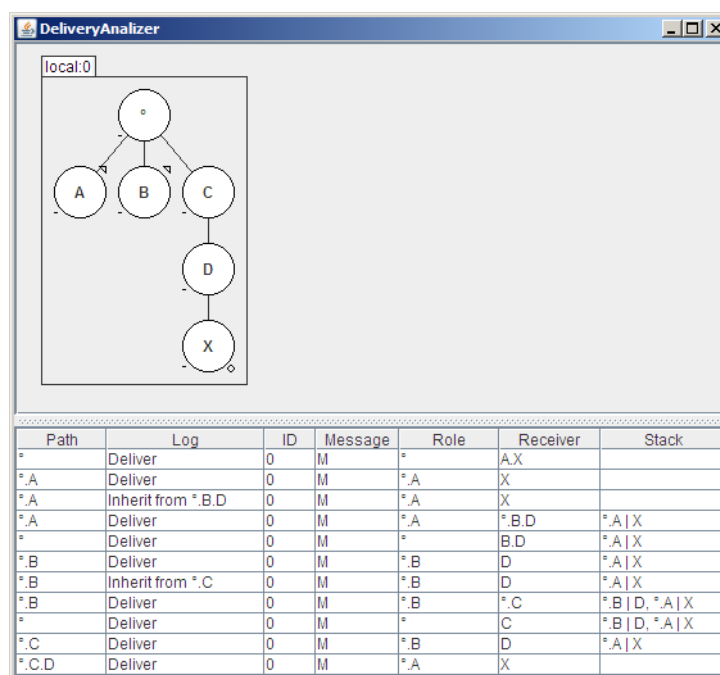 DeliveryAnalizer
local:0
°
A B C
D
X
Path Log ID Message Role Receiver Stack
° Deliver 0 M ° A.X
°.A Deliver 0 M °.A X
°.A Inherit from °.B.D 0 M °.A X
°.A Deliver 0 M °.A °.B.D °.A | X
° Deliver 0 M ° B.D °.A | X
°.B Deliver 0 M °.B D °.A | X
°.B Inherit from °.C 0 M °.B D °.A | X
°.B Deliver 0 M °.B °.C °.B | D, °.A | X
° Deliver 0 M ° C °.B | D, °.A | X
°.C Deliver 0 M °.B D °.A | X
°.C.D Deliver 0 M °.A X